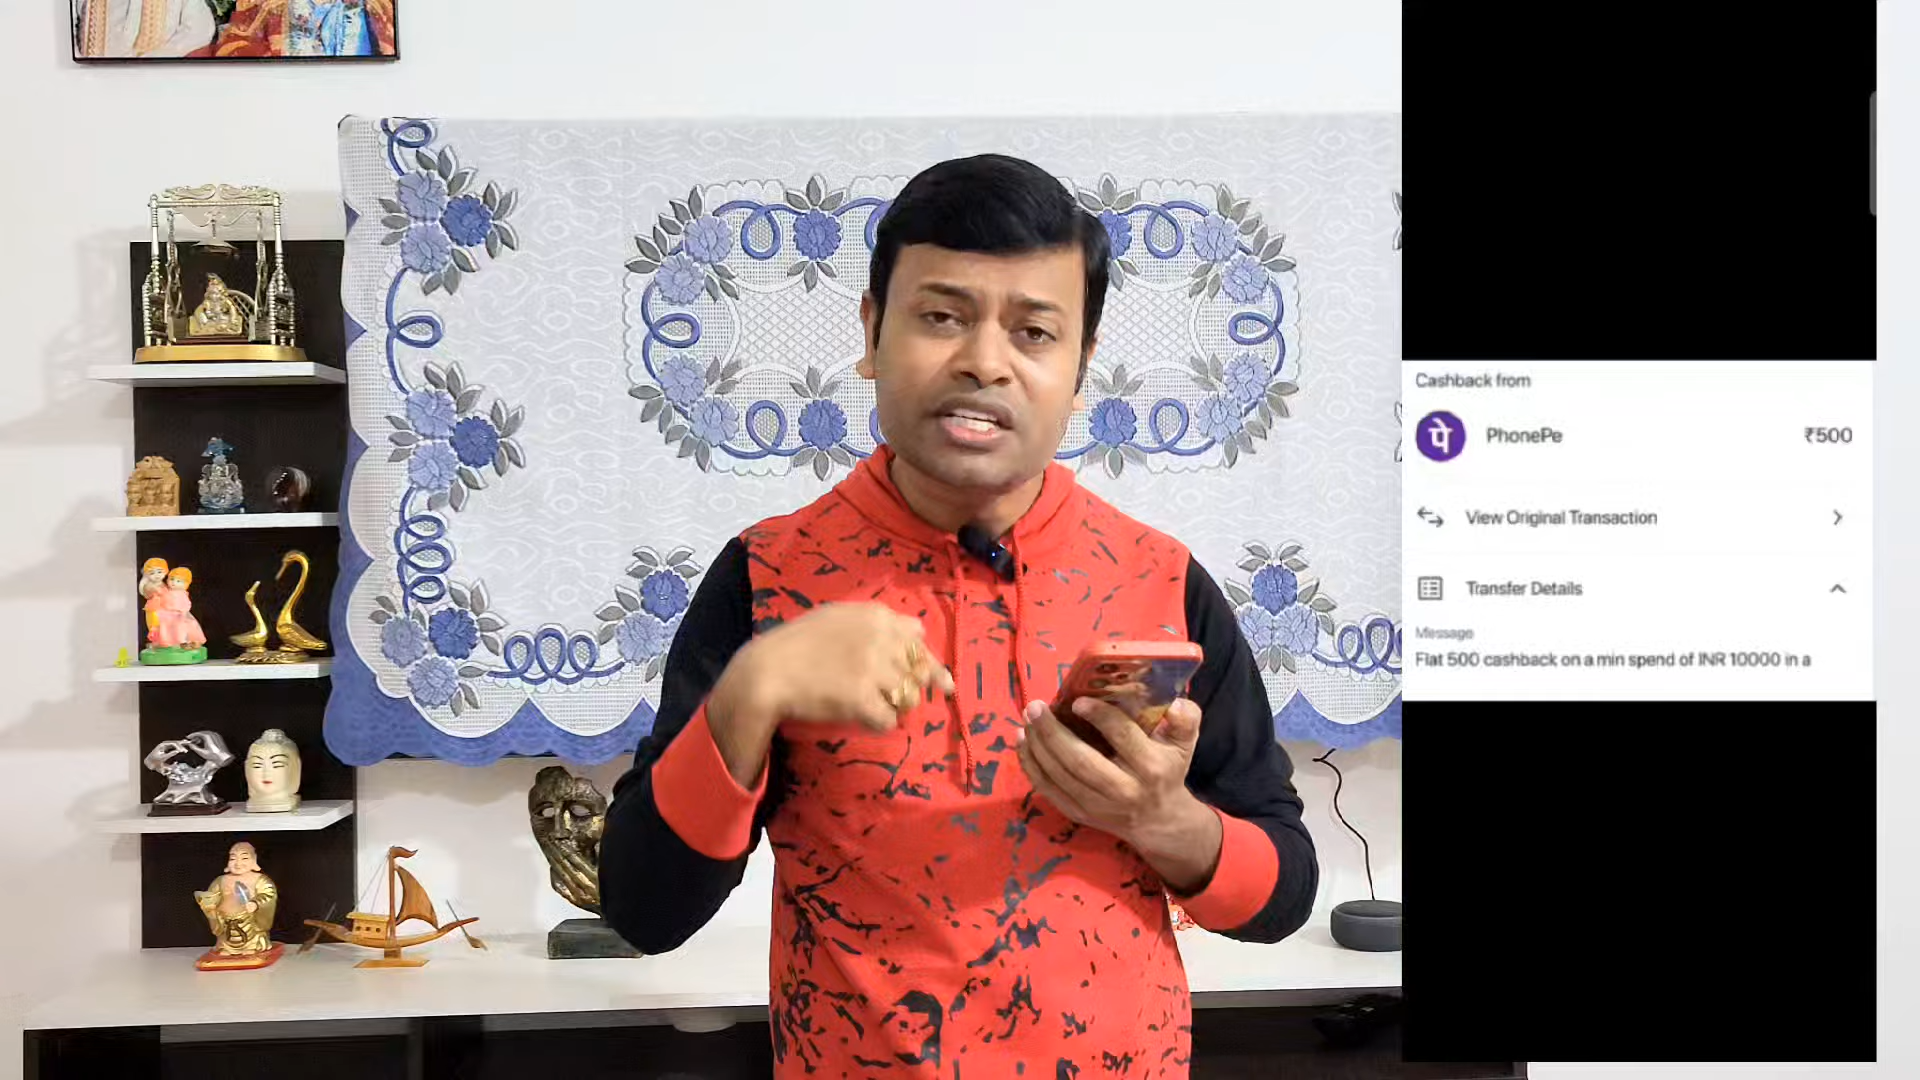 Cashback from
पे PhonePe ₹500
View Original Transaction
Transfer Details
Message
Flat 500 cashback on a min spend of INR 10000 in a